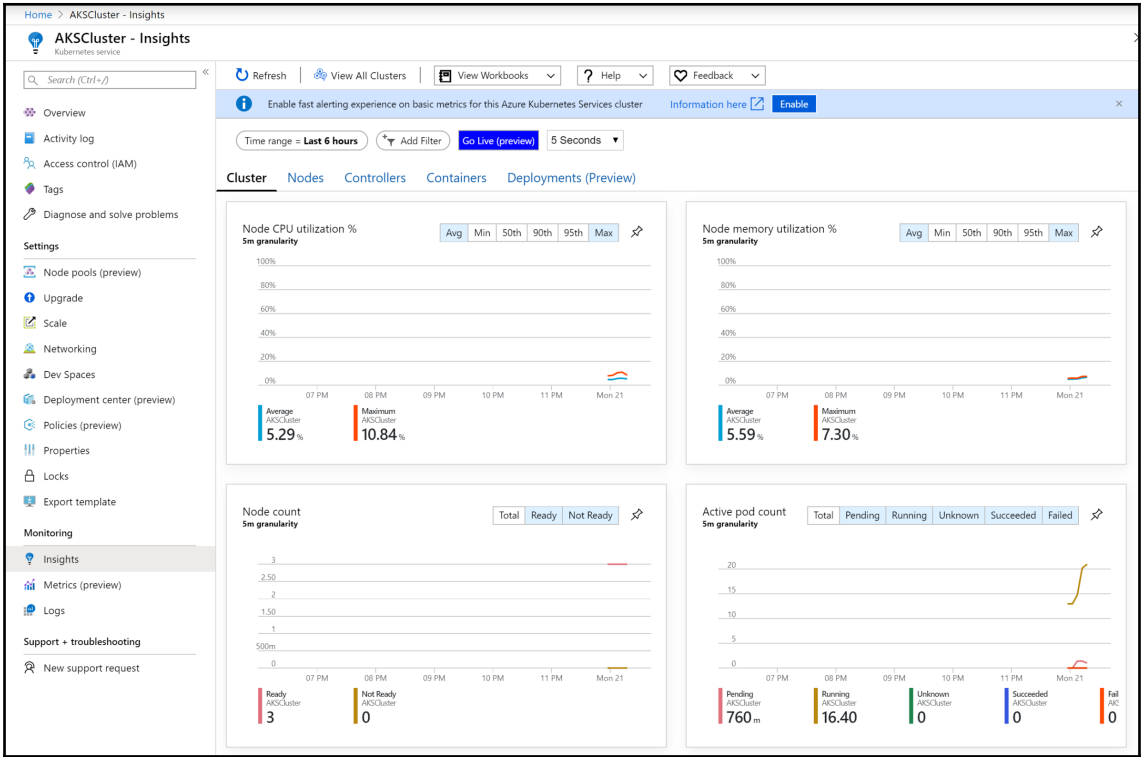 Home > AKSCluster - Insights
AKSCluster - Insights
Kubernetes service
Search (Ctrl+/)
«
Overview
Activity log
Access control (IAM)
Tags
Diagnose and solve problems
Settings
Node pools (preview)
Upgrade
Scale
Networking
Dev Spaces
Deployment center (preview)
Policies (preview)
Properties
Locks
Export template
Monitoring
Insights
Metrics (preview)
Logs
Support + troubleshooting
New support request
Refresh View All Clusters View Workbooks ? Help Feedback
Enable fast alerting experience on basic metrics for this Azure Kubernetes Services cluster Information here Enable
Time range = Last 6 hours Add Filter Go Live (preview) 5 Seconds
Cluster Nodes Controllers Containers Deployments (Preview)
Node CPU utilization %
5m granularity
Avg Min 50th 90th 95th Max
100%
80%
60%
40%
20%
0%
07 PM 08 PM 09 PM 10 PM 11 PM Mon 21
Average
AKSCluster
5.29 %
Maximum
AKSCluster
10.84 %
Node memory utilization %
5m granularity
Avg Min 50th 90th 95th Max
100%
80%
60%
40%
20%
0%
07 PM 08 PM 09 PM 10 PM 11 PM Mon 21
Average
AKSCluster
5.59 %
Maximum
AKSCluster
7.30 %
Node count
5m granularity
Total Ready Not Ready
3
2.50
2
1.50
1
500m
0
07 PM 08 PM 09 PM 10 PM 11 PM Mon 21
Ready
AKSCluster
3
Not Ready
AKSCluster
0
Active pod count
5m granularity
Total Pending Running Unknown Succeeded Failed
20
15
10
5
0
07 PM 08 PM 09 PM 10 PM 11 PM Mon 21
Pending
AKSCluster
760 m
Running
AKSCluster
16.40
Unknown
AKSCluster
0
Succeeded
AKSCluster
0
Fail
AKS
0